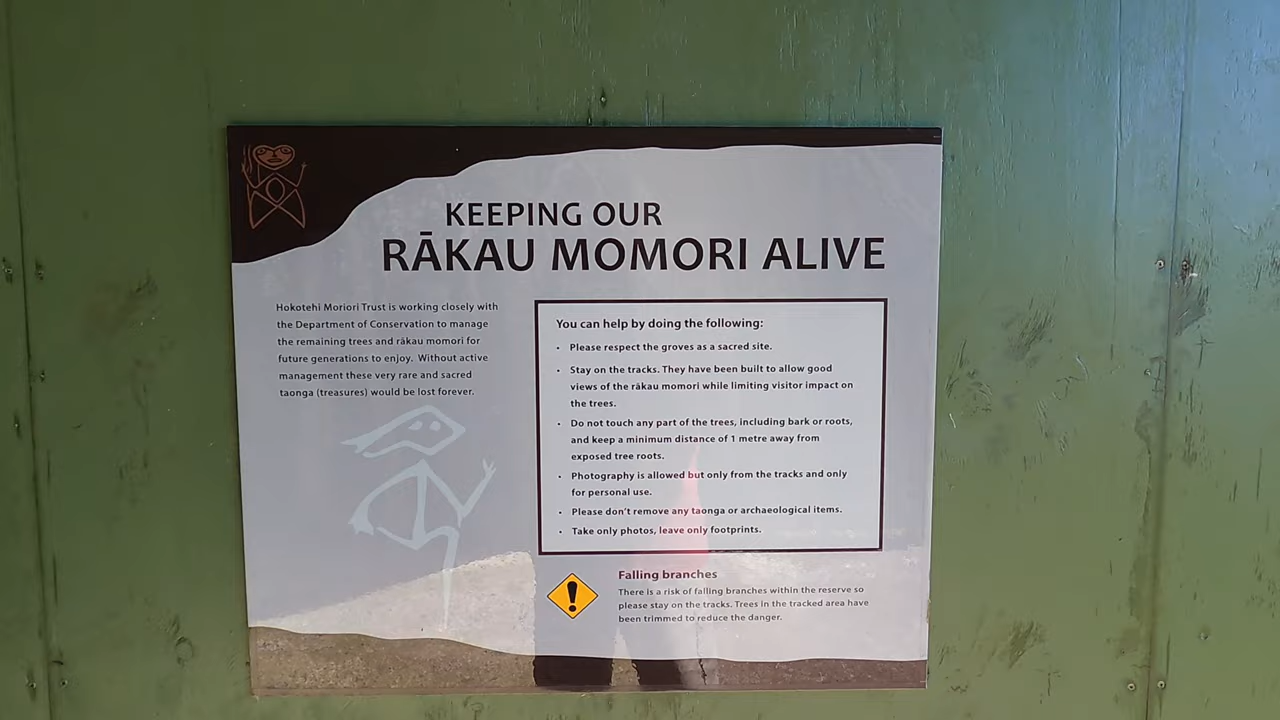 KEEPING OUR
RĀKAU MOMORI ALIVE
Hokotehi Moriori Trust is working closely with
the Department of Conservation to manage
the remaining trees and rākau momori for
future generations to enjoy. Without active
management these very rare and sacred
taonga (treasures) would be lost forever.
You can help by doing the following:
• Please respect the groves as a sacred site.
• Stay on the tracks. They have been built to allow good
views of the rākau momori while limiting visitor impact on
the trees.
• Do not touch any part of the trees, including bark or roots,
and keep a minimum distance of 1 metre away from
exposed tree roots.
• Photography is allowed but only from the tracks and only
for personal use.
• Please don't remove any taonga or archaeological items.
• Take only photos, leave only footprints.
Falling branches
There is a risk of falling branches within the reserve so
please stay on the tracks. Trees in the tracked area have
been trimmed to reduce the danger.